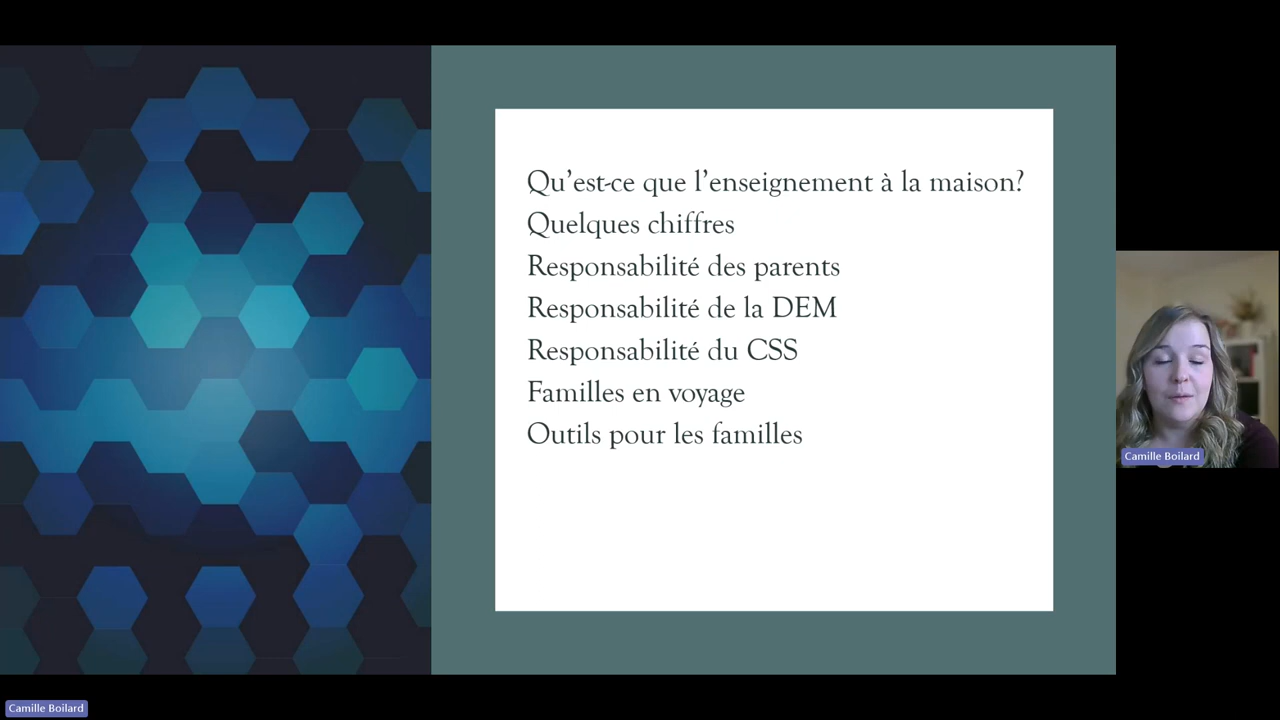 Qu’est-ce que l’enseignement à la maison?
Quelques chiffres
Responsabilité des parents
Responsabilité de la DEM
Responsabilité du CSS
Familles en voyage
Outils pour les familles
Camille Boilard
Camille Boilard